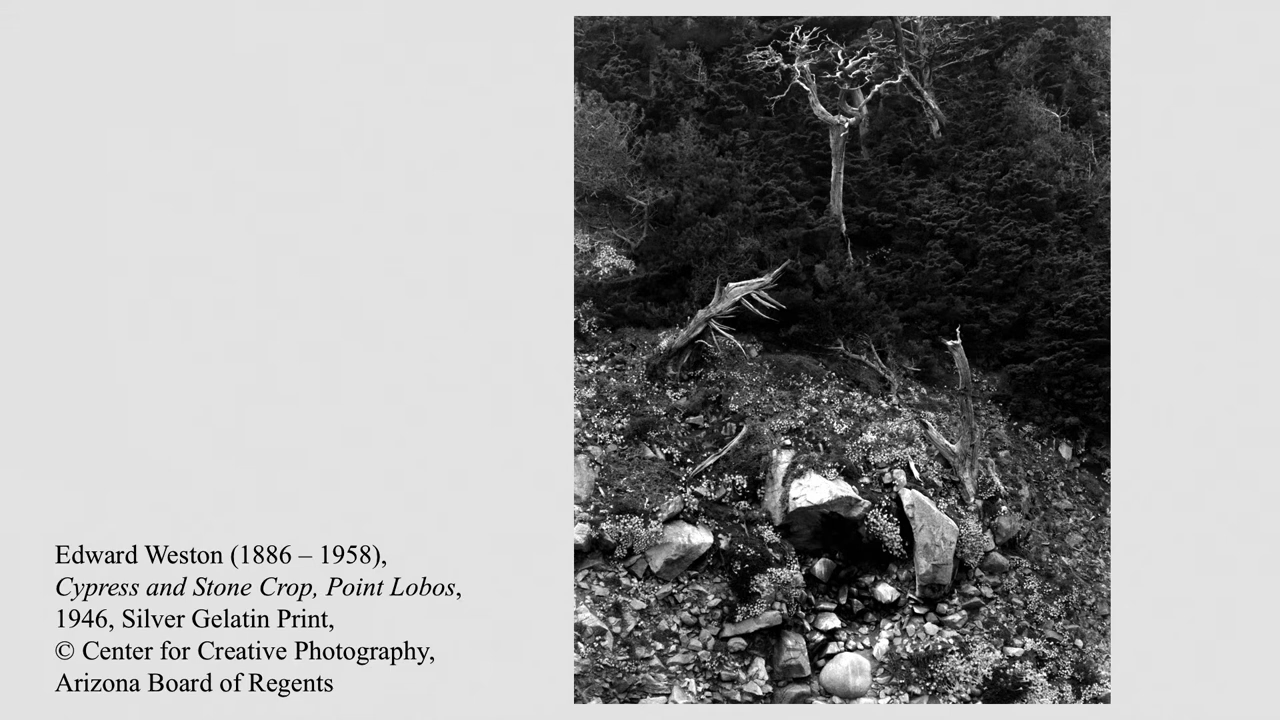 Edward Weston (1886 – 1958),
Cypress and Stone Crop, Point Lobos,
1946, Silver Gelatin Print,
© Center for Creative Photography,
Arizona Board of Regents